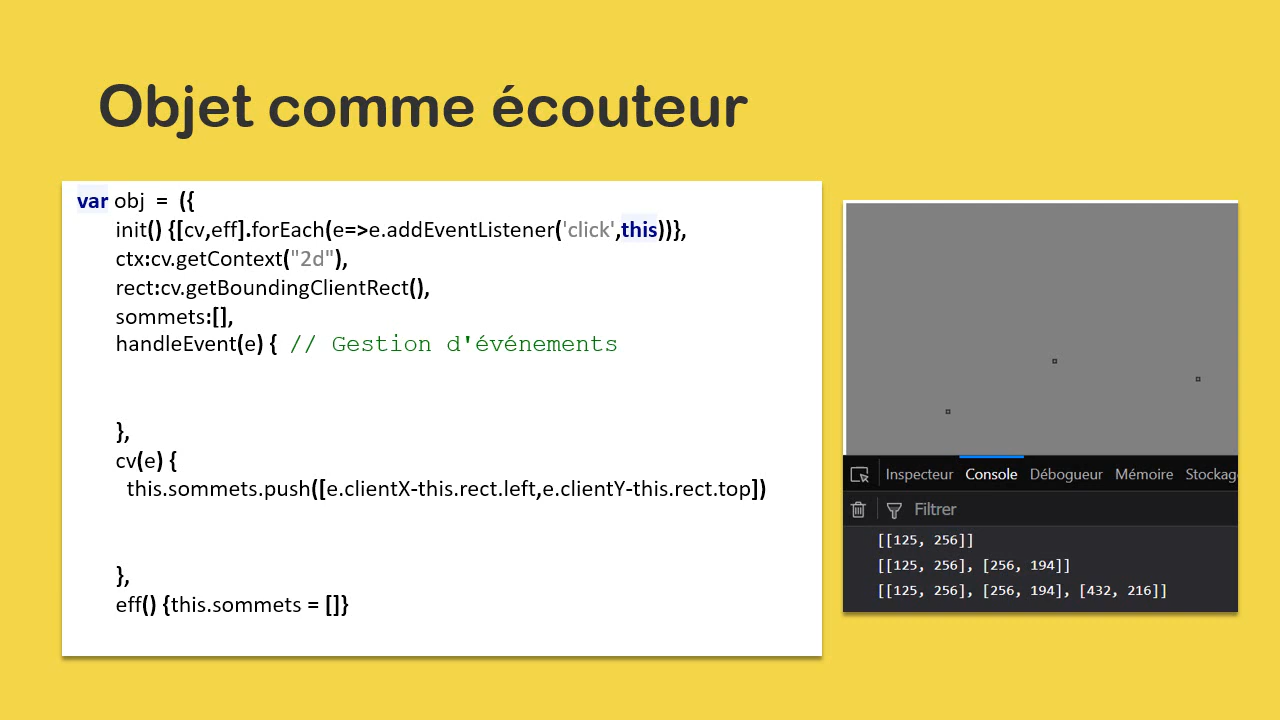 Objet comme écouteur
var obj = ({
init() {[cv,eff].forEach(e=>e.addEventListener('click',this))},
ctx:cv.getContext("2d"),
rect:cv.getBoundingClientRect(),
sommets:[],
handleEvent(e) { // Gestion d'événements
},
cv(e) {
this.sommets.push([e.clientX-this.rect.left,e.clientY-this.rect.top])
},
eff() {this.sommets = []}
Inspecteur Console Débogueur Mémoire Stockag
Filtrer
[[125, 256]]
[[125, 256], [256, 194]]
[[125, 256], [256, 194], [432, 216]]